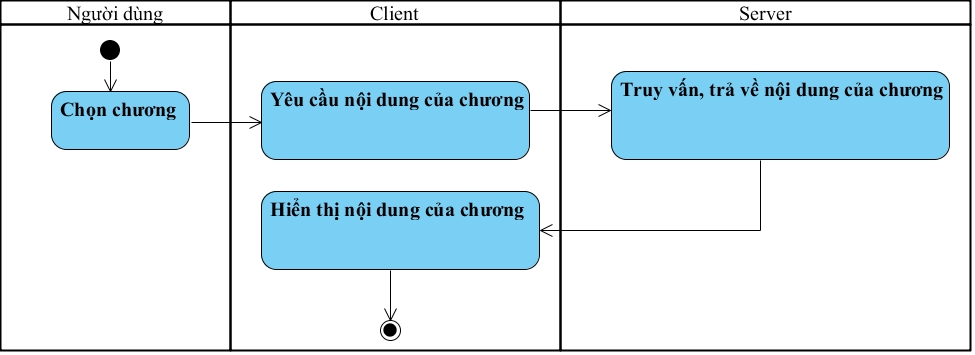 Người dùng
Client
Server
Chọn chương
Yêu cầu nội dung của chương
Truy vấn, trả về nội dung của chương
Hiển thị nội dung của chương